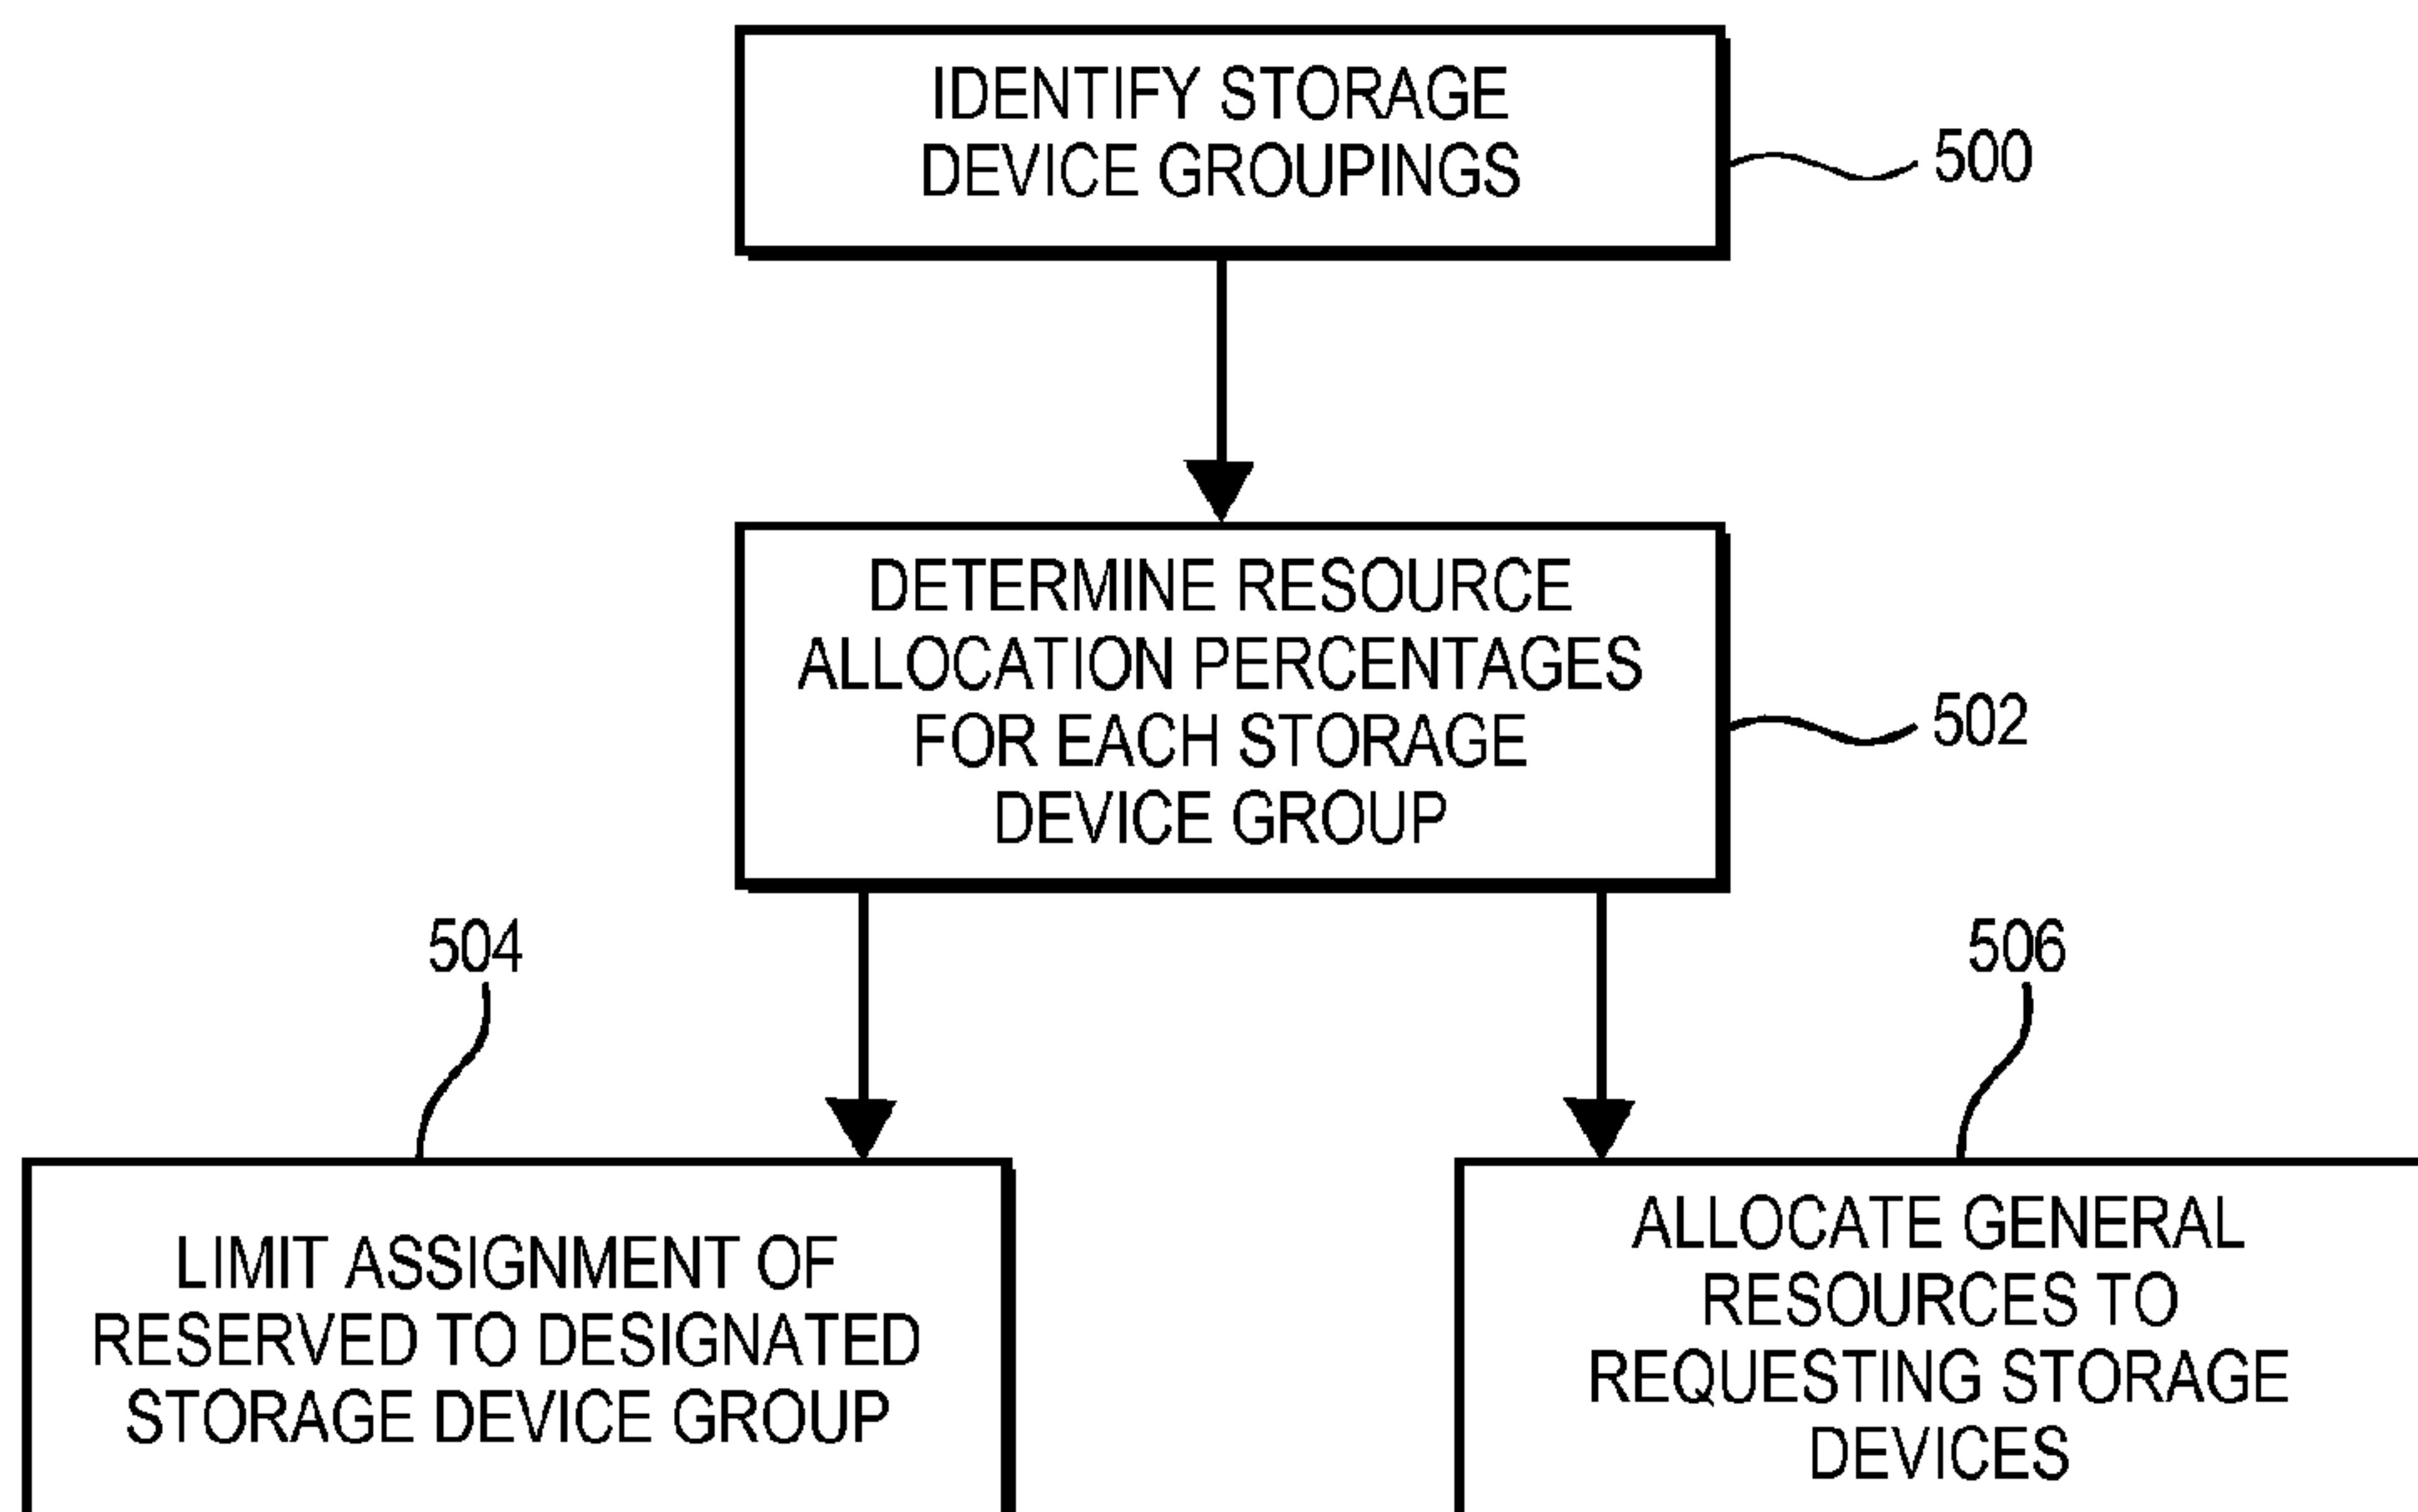 IDENTIFY STORAGE
DEVICE GROUPINGS
500
DETERMINE RESOURCE
ALLOCATION PERCENTAGES
FOR EACH STORAGE
DEVICE GROUP
502
504
506
LIMIT ASSIGNMENT OF
RESERVED TO DESIGNATED
STORAGE DEVICE GROUP
ALLOCATE GENERAL
RESOURCES TO
REQUESTING STORAGE
DEVICES